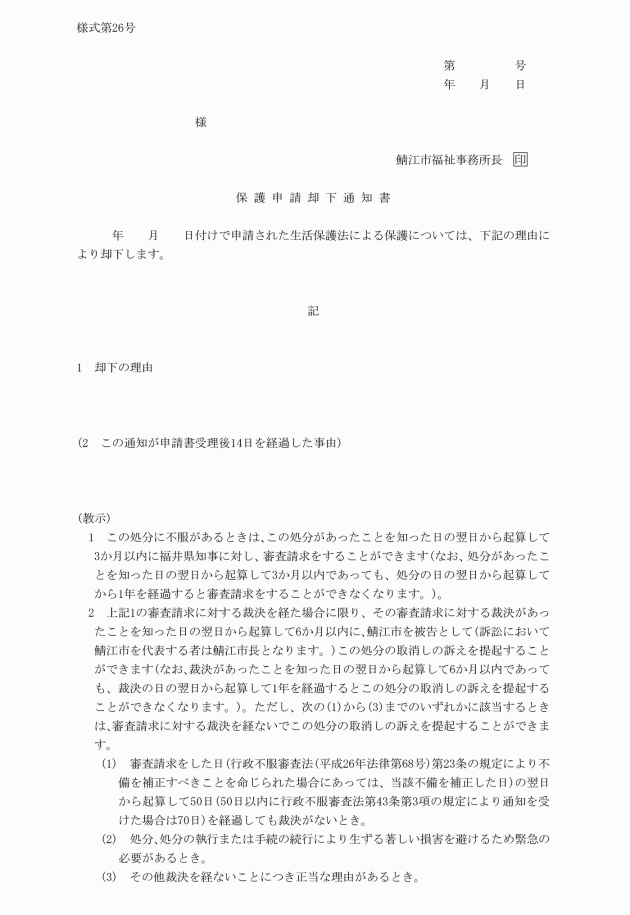 様式第26号
第　　　　　号
年　　月　　日
様
鯖江市福祉事務所長　印
保護申請却下通知書
年　　月　　日付けで申請された生活保護法による保護については、下記の理由に
より却下します。
記
1　却下の理由
(2　この通知が申請書受理後14日を経過した事由)
(教示)
1　この処分に不服があるときは、この処分があったことを知った日の翌日から起算して
3か月以内に福井県知事に対し、審査請求をすることができます(なお、処分があったこ
とを知った日の翌日から起算して3か月以内であっても、処分の日の翌日から起算して
から1年を経過すると審査請求をすることができなくなります。)。
2　上記1の審査請求に対する裁決を経た場合に限り、その審査請求に対する裁決があっ
たことを知った日の翌日から起算して6か月以内に、鯖江市を被告として(訴訟において
鯖江市を代表する者は鯖江市長となります。)この処分の取消しの訴えを提起すること
ができます(なお、裁決があったことを知った日の翌日から起算して6か月以内であって
も、裁決の日の翌日から起算して1年を経過するとこの処分の取消しの訴えを提起する
ことができなくなります。)。ただし、次の(1)から(3)までのいずれかに該当するとき
は、審査請求に対する裁決を経ないでこの処分の取消しの訴えを提起することができま
す。
(1)　審査請求をした日(行政不服審査法(平成26年法律第68号)第23条の規定により不
備を補正すべきことを命じられた場合にあっては、当該不備を補正した日)の翌日
から起算して50日(50日以内に行政不服審査法第43条第3項の規定により通知を受
けた場合は70日)を経過しても裁決がないとき。
(2)　処分、処分の執行または手続の続行により生ずる著しい損害を避けるため緊急の
必要があるとき。
(3)　その他裁決を経ないことにつき正当な理由があるとき。